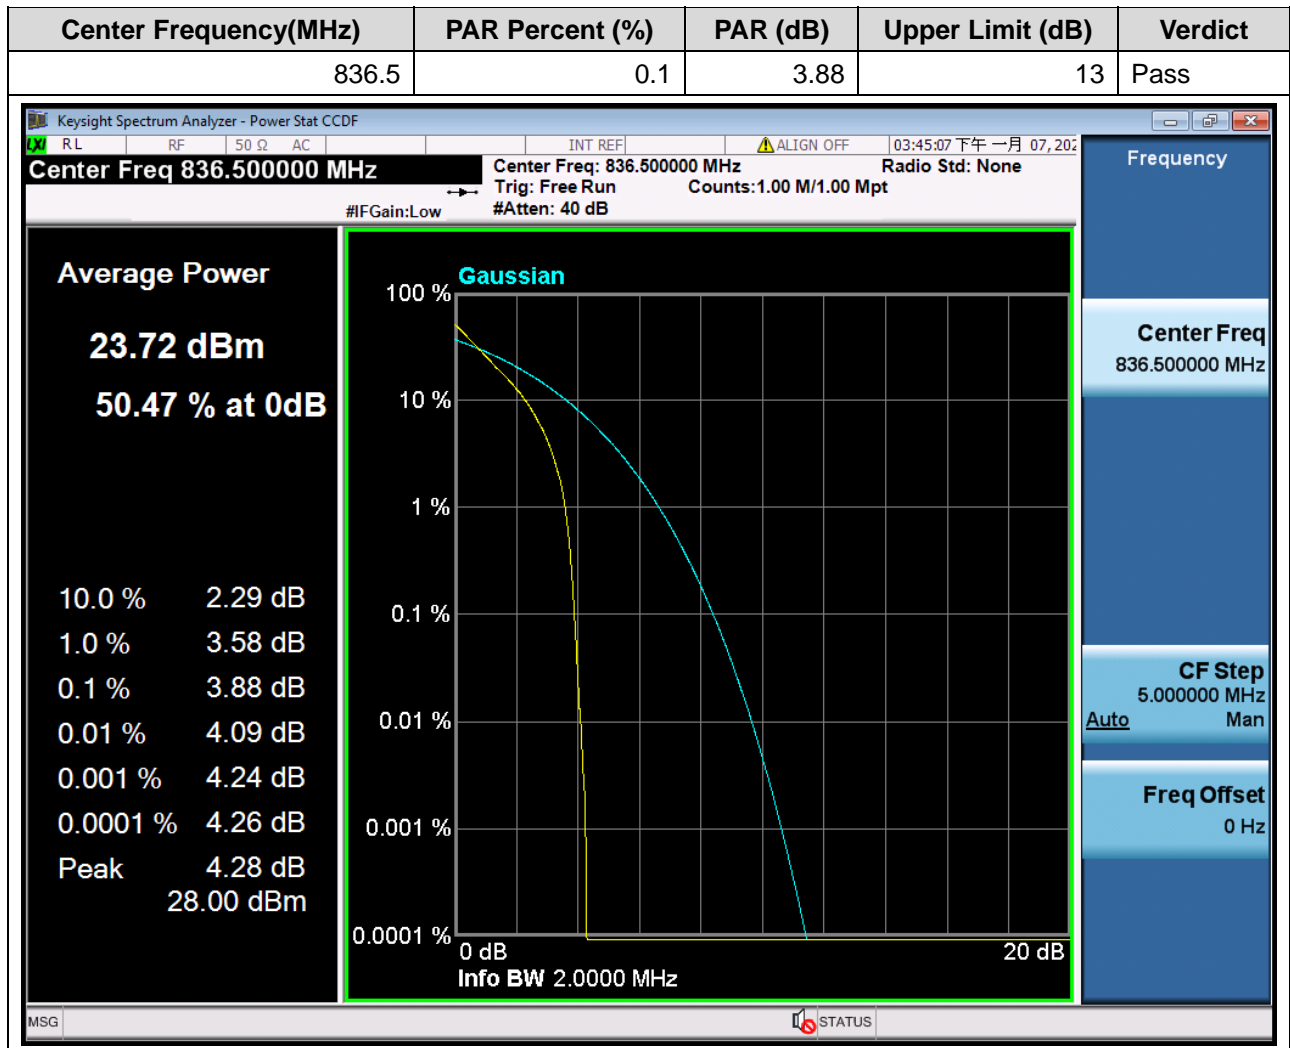 Center Frequency(MHz) PAR Percent (%) PAR (dB) Upper Limit (dB) Verdict
836.5 0.1 3.88 13 Pass
Keysight Spectrum Analyzer - Power Stat CCDF
LXI RL RF 50 Ω AC INT REF ALIGN OFF 03:45:07 下午 一月 07, 202
Center Freq 836.500000 MHz
Center Freq: 836.500000 MHz Radio Std: None
Trig: Free Run Counts:1.00 M/1.00 Mpt
#IFGain:Low #Atten: 40 dB
Average Power
23.72 dBm
50.47 % at 0dB
10.0 % 2.29 dB
1.0 % 3.58 dB
0.1 % 3.88 dB
0.01 % 4.09 dB
0.001 % 4.24 dB
0.0001 % 4.26 dB
Peak 4.28 dB
28.00 dBm
Gaussian
100 %
10 %
1 %
0.1 %
0.01 %
0.001 %
0.0001 %
0 dB 20 dB
Info BW 2.0000 MHz
Frequency
Center Freq
836.500000 MHz
CF Step
5.000000 MHz
Auto Man
Freq Offset
0 Hz
MSG STATUS